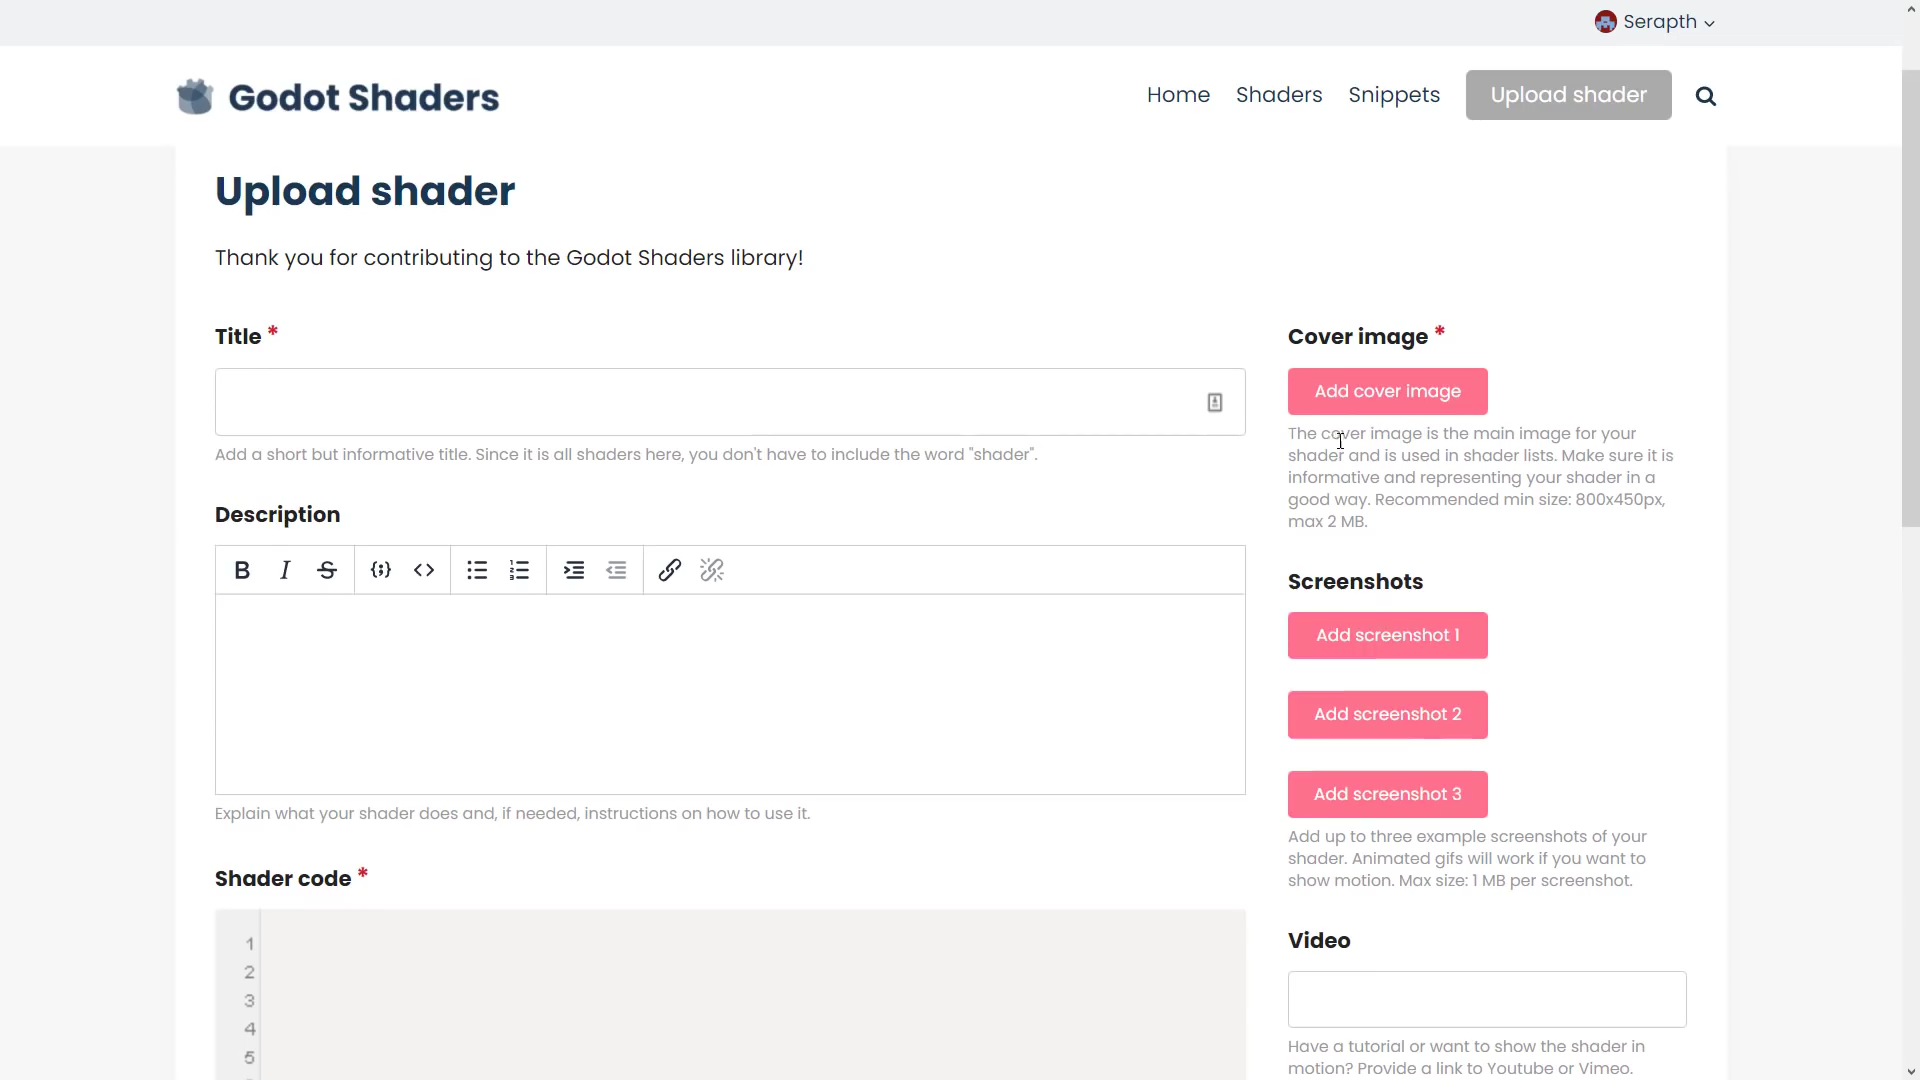 Serapth
Godot Shaders
Home
Shaders
Snippets
Upload shader
Upload shader
Thank you for contributing to the Godot Shaders library!
Title *
Add a short but informative title. Since it is all shaders here, you don't have to include the word "shader".
Description
B I S
Explain what your shader does and, if needed, instructions on how to use it.
Shader code *
1
2
3
4
5
Cover image *
Add cover image
The cover image is the main image for your
shader and is used in shader lists. Make sure it is
informative and representing your shader in a
good way. Recommended min size: 800x450px,
max 2 MB.
Screenshots
Add screenshot 1
Add screenshot 2
Add screenshot 3
Add up to three example screenshots of your
shader. Animated gifs will work if you want to
show motion. Max size: 1 MB per screenshot.
Video
Have a tutorial or want to show the shader in
motion? Provide a link to Youtube or Vimeo.